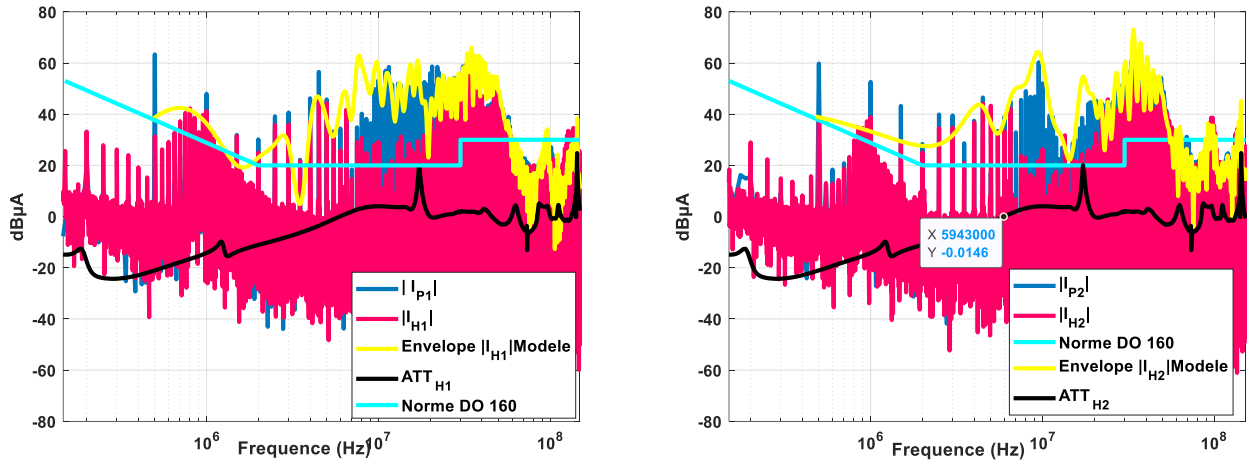 80
60
40
20
0
-20
-40
-60
-80
dBµA
10^6
10^7
10^8
Frequence (Hz)
| I_P1|
|I_H1|
Envelope |I_H1|Modele
ATT_H1
Norme DO 160
80
60
40
20
0
-20
-40
-60
-80
dBµA
10^6
10^7
10^8
Frequence (Hz)
X 5943000
Y -0.0146
|I_P2|
|I_H2|
Norme DO 160
Envelope |I_H2|Modele
ATT_H2